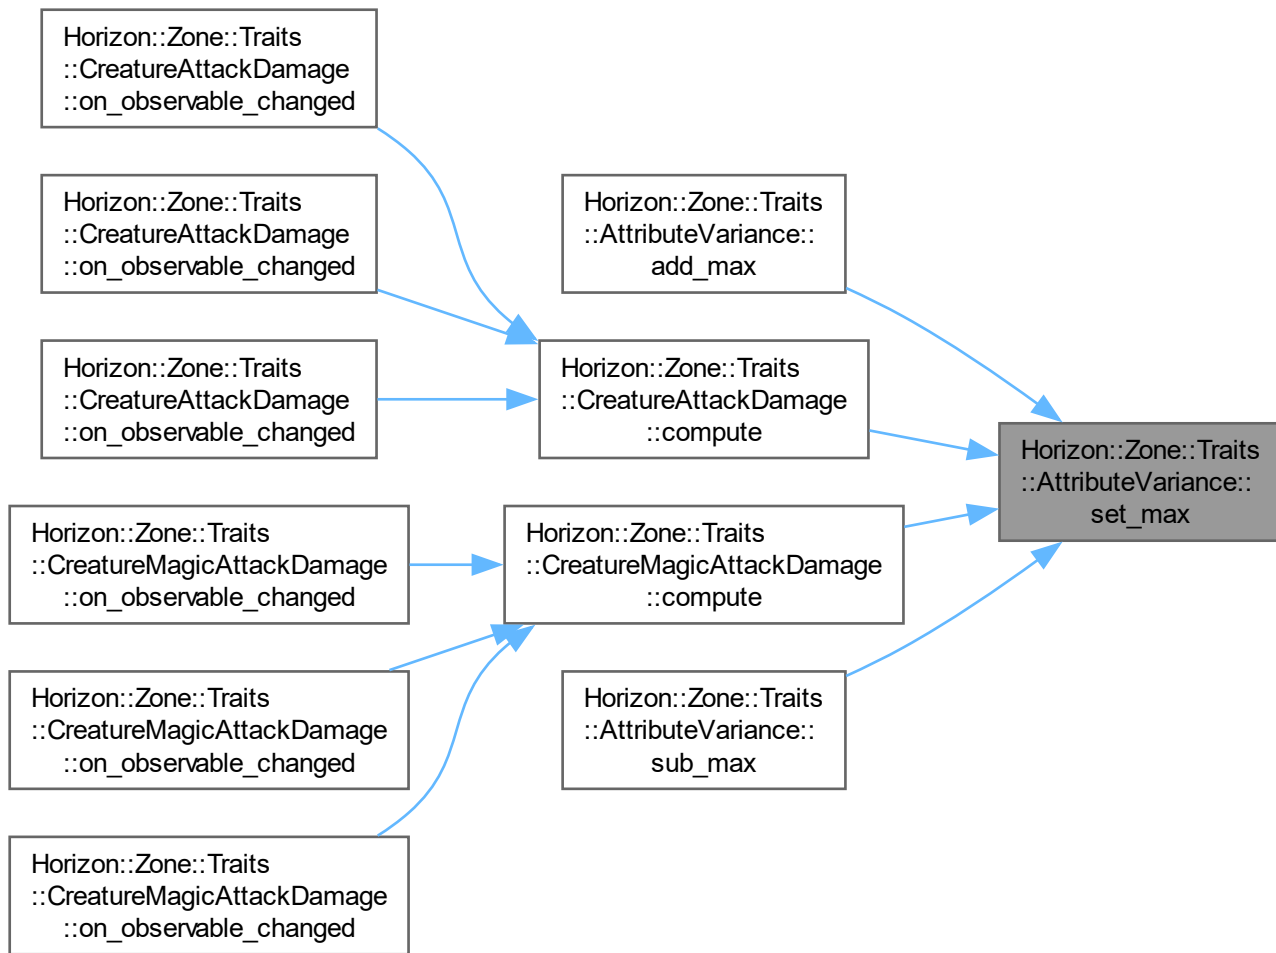 Horizon::Zone::Traits
::CreatureAttackDamage
::on_observable_changed
Horizon::Zone::Traits
::CreatureAttackDamage
::on_observable_changed
Horizon::Zone::Traits
::CreatureAttackDamage
::on_observable_changed
Horizon::Zone::Traits
::CreatureMagicAttackDamage
::on_observable_changed
Horizon::Zone::Traits
::CreatureMagicAttackDamage
::on_observable_changed
Horizon::Zone::Traits
::CreatureMagicAttackDamage
::on_observable_changed
Horizon::Zone::Traits
::AttributeVariance::
add_max
Horizon::Zone::Traits
::CreatureAttackDamage
::compute
Horizon::Zone::Traits
::CreatureMagicAttackDamage
::compute
Horizon::Zone::Traits
::AttributeVariance::
sub_max
Horizon::Zone::Traits
::AttributeVariance::
set_max